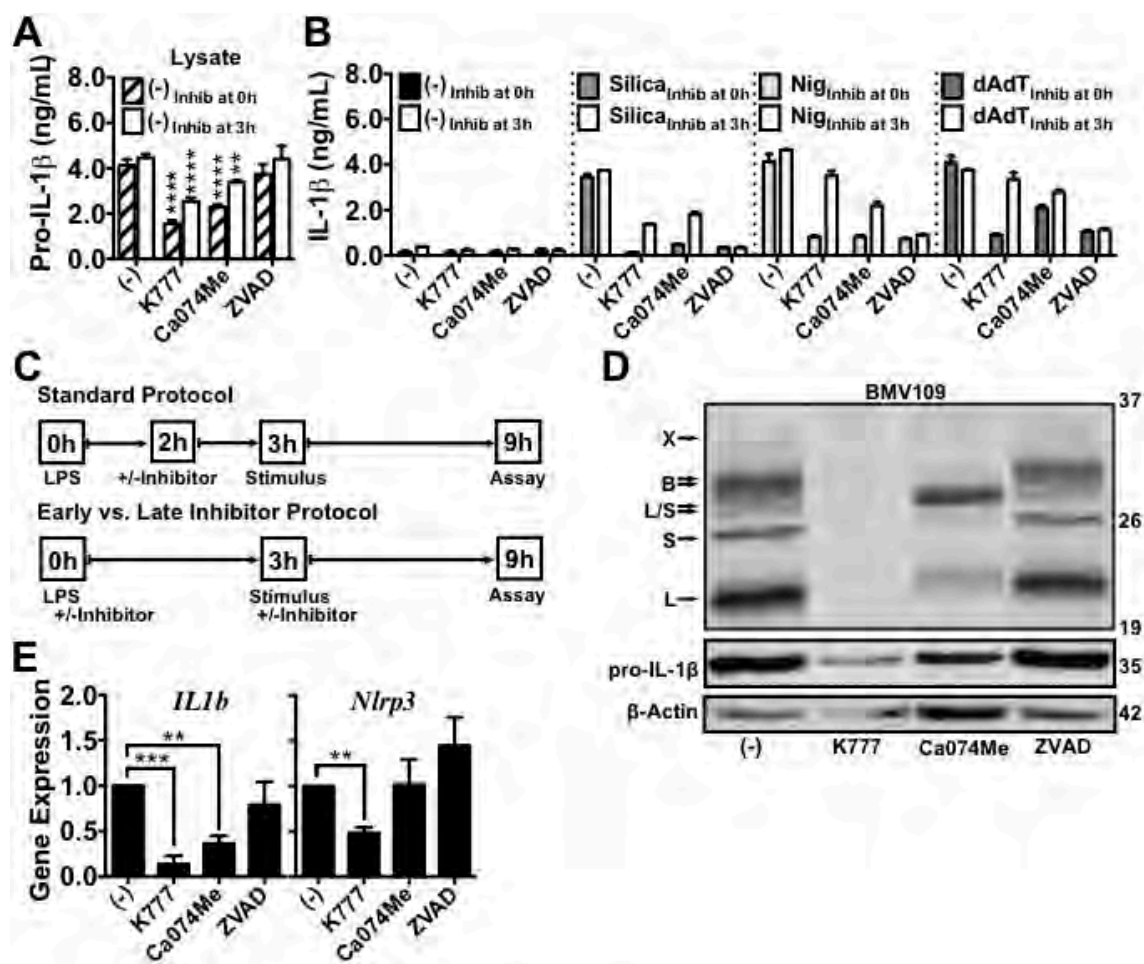 A
Lysate
Pro-IL-1β (ng/mL)
8.0
6.0
4.0
2.0
0.0
(-) Inhib at 0h
(-) Inhib at 3h
****
****
****
**
(-)
K777
Ca074Me
ZVAD
B
IL-1β (ng/mL)
8.0
6.0
4.0
2.0
0.0
(-) Inhib at 0h
(-) Inhib at 3h
Silica Inhib at 0h
Silica Inhib at 3h
Nig Inhib at 0h
Nig Inhib at 3h
dAdT Inhib at 0h
dAdT Inhib at 3h
(-)
K777
Ca074Me
ZVAD
(-)
K777
Ca074Me
ZVAD
(-)
K777
Ca074Me
ZVAD
(-)
K777
Ca074Me
ZVAD
C
Standard Protocol
0h 2h 3h 9h
LPS +/-Inhibitor Stimulus Assay
Early vs. Late Inhibitor Protocol
0h 3h 9h
LPS Stimulus Assay
+/-Inhibitor +/-Inhibitor
D
BMV109
37
X
B
L/S
26
S
L
19
pro-IL-1β 35
β-Actin 42
(-) K777 Ca074Me ZVAD
E
Gene Expression
2.0
1.5
1.0
0.5
0.0
IL1b
**
***
Nlrp3
**
(-)
K777
Ca074Me
ZVAD
(-)
K777
Ca074Me
ZVAD